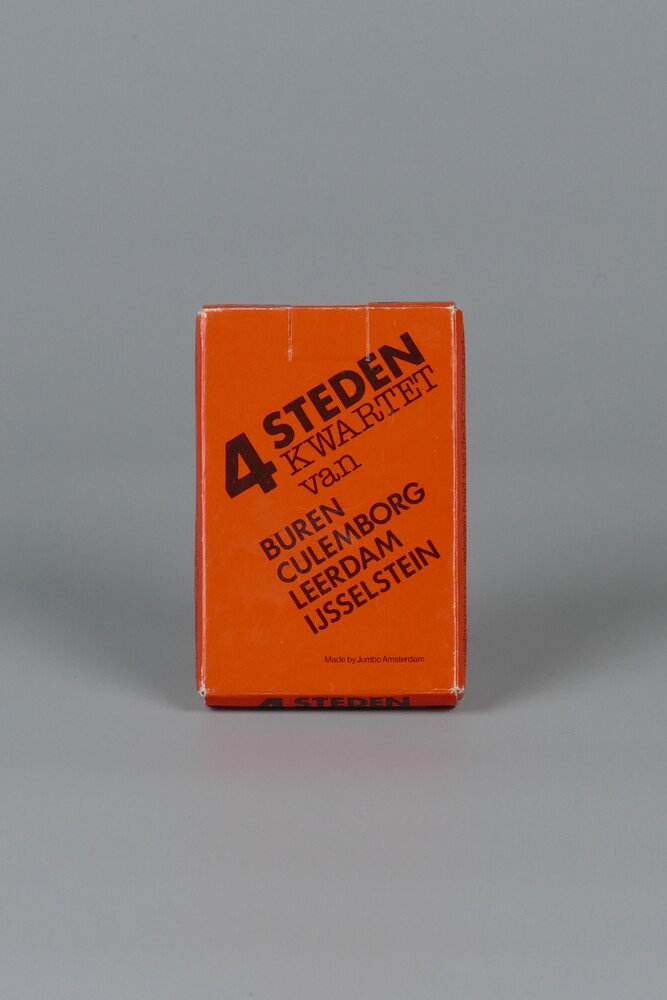 4 STEDEN
KWARTET
van
BUREN
CULEMBORG
LEERDAM
IJSSELSTEIN
Made by Jumbo Amsterdam
4 STEDEN